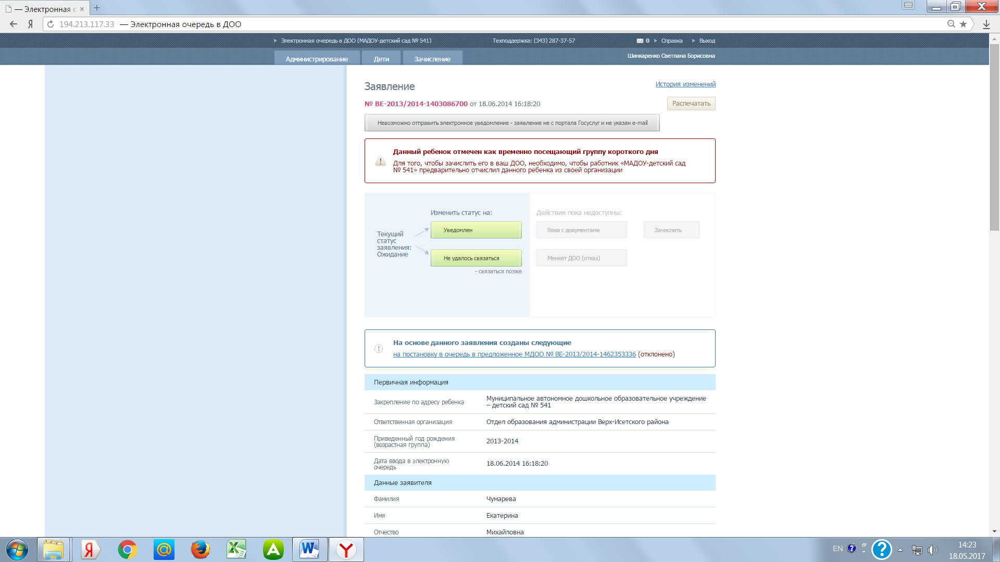 — Электронная о
194.213.117.33 — Электронная очередь в ДОО
Электронная очередь в ДОО (МАДОУ-детский сад № 541)
Техподдержка: (343) 287-37-57
0
Справка
Выход
Администрирование
Дети
Зачисление
Шинкаренко Светлана Борисовна
Заявление
История изменений
№ ВЕ-2013/2014-1403086700 от 18.06.2014 16:18:20
Распечатать
Невозможно отправить электронное уведомление - заявление не с портала Госуслуг и не указан e-mail
Данный ребенок отмечен как временно посещающий группу короткого дня
Для того, чтобы зачислить его в ваш ДОО, необходимо, чтобы работник «МАДОУ-детский сад
№ 541» предварительно отчислил данного ребенка из своей организации
Изменить статус на:
Действия пока недоступны:
Текущий
статус
заявления:
Ожидание
Уведомлен
Явка с документами
Зачислить
Не удалось связаться
Меняет ДОО (отказ)
- связаться позже
На основе данного заявления созданы следующие
на постановку в очередь в предложенное МДОО № ВЕ-2013/2014-1462353336 (отклонено)
Первичная информация
Закрепление по адресу ребенка
Муниципальное автономное дошкольное образовательное учреждение
– детский сад № 541
Ответственная организация
Отдел образования администрации Верх-Исетского района
Приведенный год рождения
(возрастная группа)
2013-2014
Дата ввода в электронную
очередь
18.06.2014 16:18:20
Данные заявителя
Фамилия
Чумарева
Имя
Екатерина
Отчество
Михайловна
EN
14:23
18.05.2017